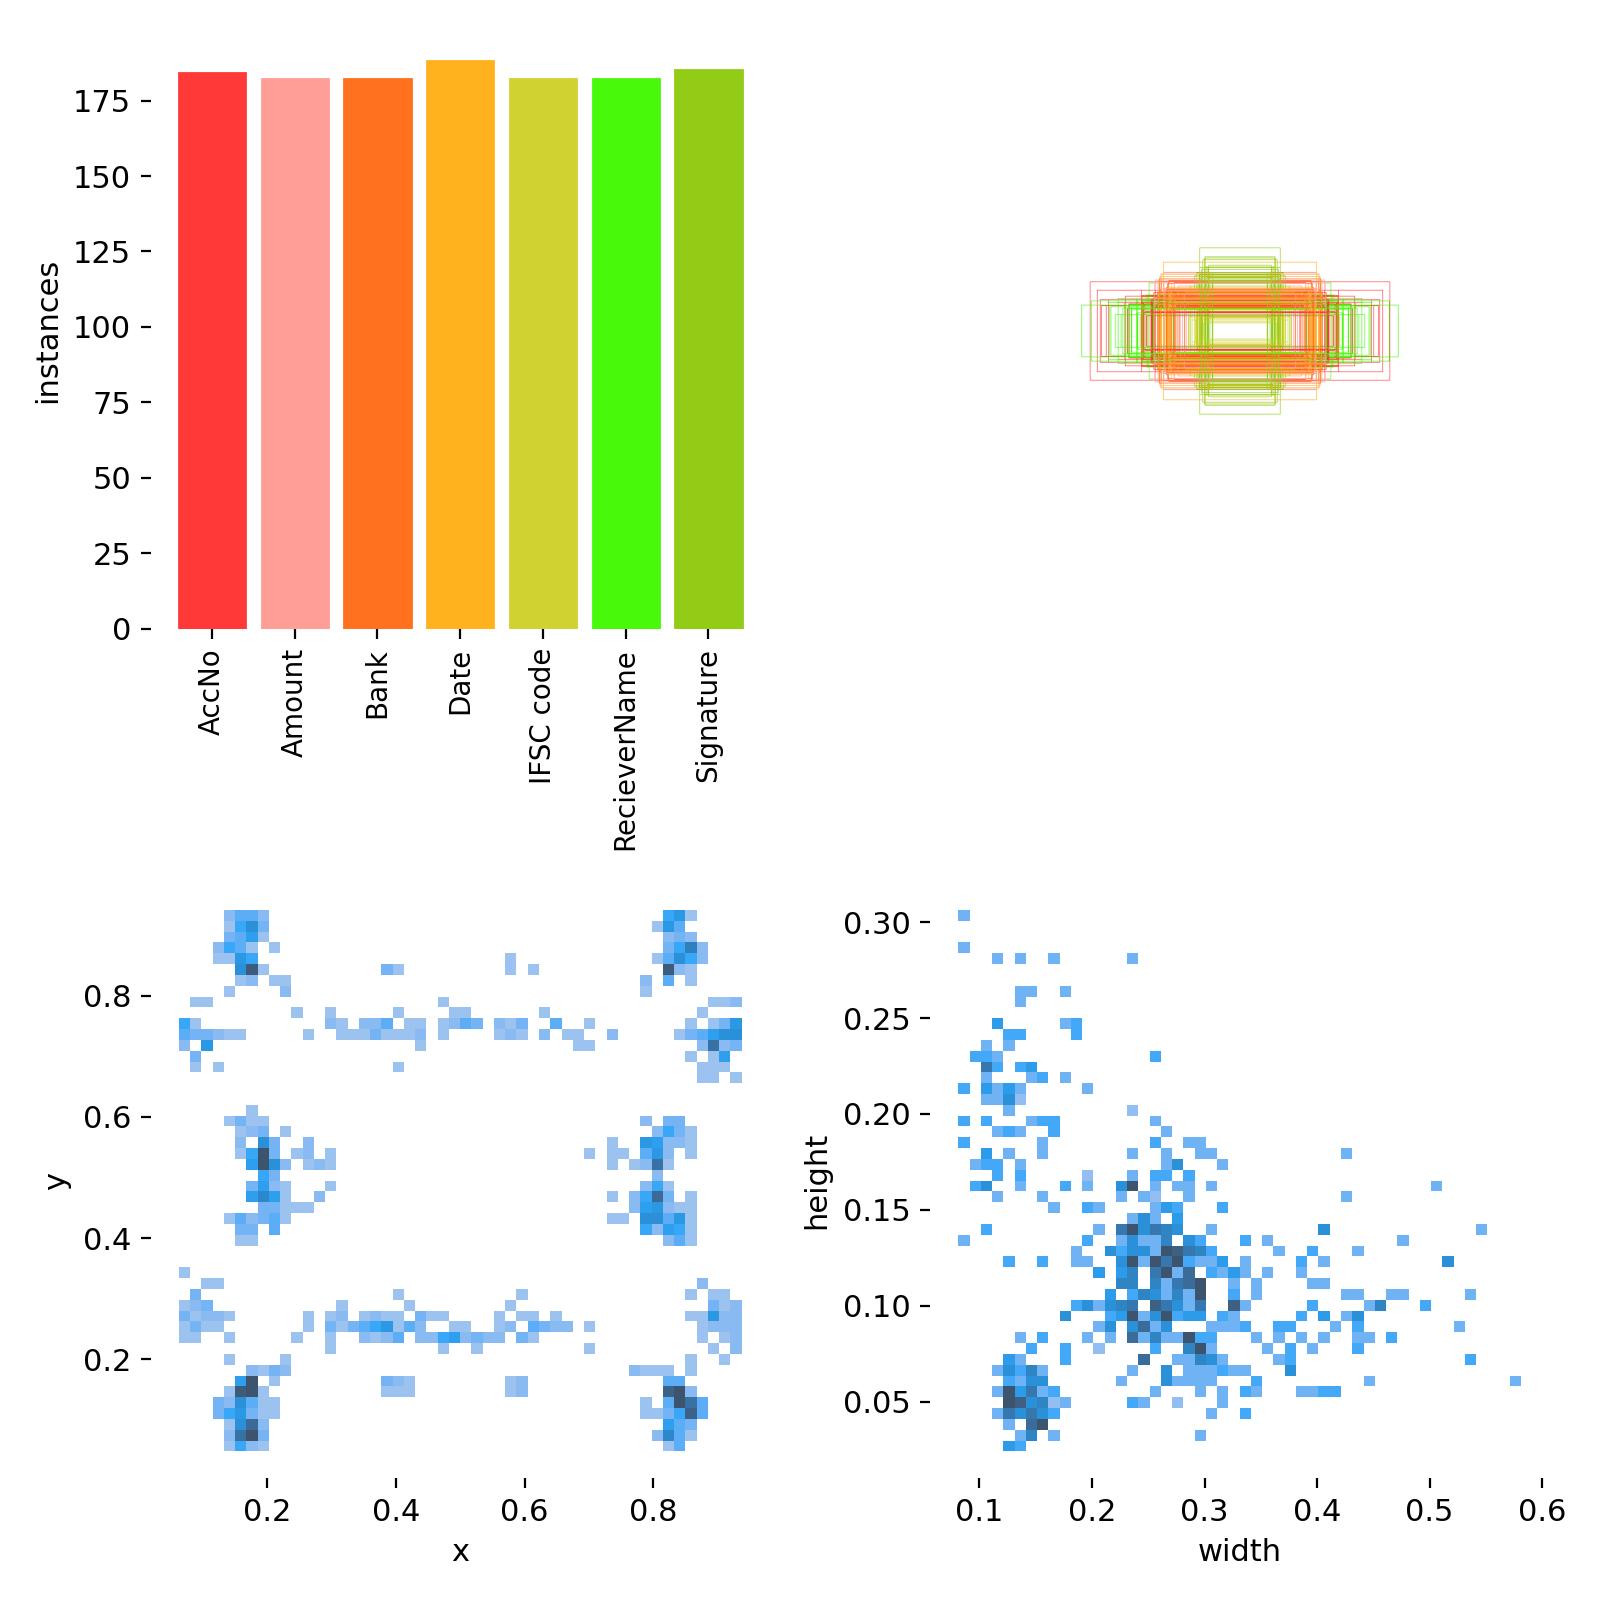 instances
175
150
125
100
75
50
25
0
AccNo
Amount
Bank
Date
IFSC code
RecieverName
Signature
y
0.8
0.6
0.4
0.2
0.2 0.4 0.6 0.8
x
height
0.30
0.25
0.20
0.15
0.10
0.05
0.1 0.2 0.3 0.4 0.5 0.6
width